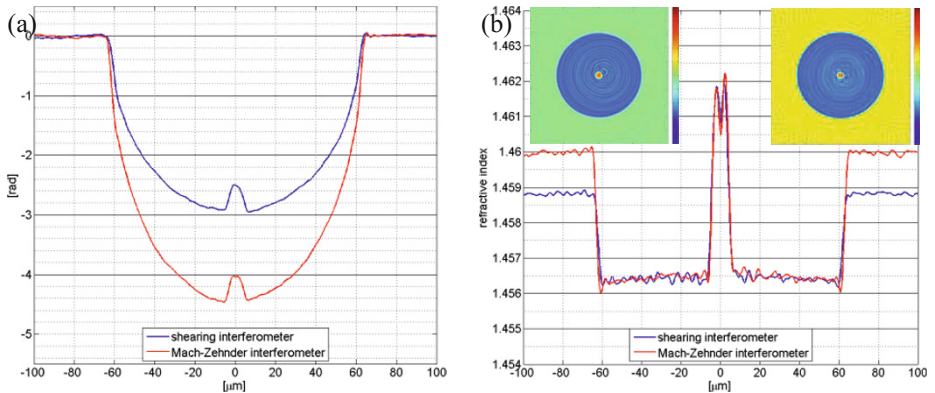 (a)
0
-1
-2
-3
-4
-5
[rad]
shearing interferometer
Mach-Zehnder interferometer
-100 -80 -60 -40 -20 0 20 40 60 80 100
[µm]
(b)
1.464
1.463
1.462
1.461
1.46
1.459
1.458
1.457
1.456
1.455
1.454
refractive index
shearing interferometer
Mach-Zehnder interferometer
-100 -80 -60 -40 -20 0 20 40 60 80 100
[µm]